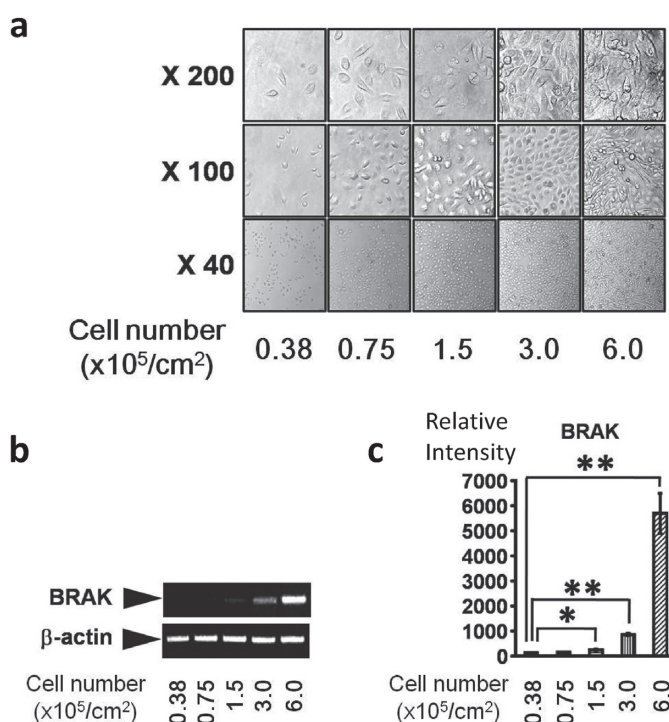 a
X 200
X 100
X 40
Cell number
(x10⁵/cm²)
0.38 0.75 1.5 3.0 6.0
b
BRAK
β-actin
Cell number
(x10⁵/cm²)
0.38 0.75 1.5 3.0 6.0
c
Relative
Intensity
BRAK
**
**
*
7000
6000
5000
4000
3000
2000
1000
0
Cell number
(x10⁵/cm²)
0.38 0.75 1.5 3.0 6.0